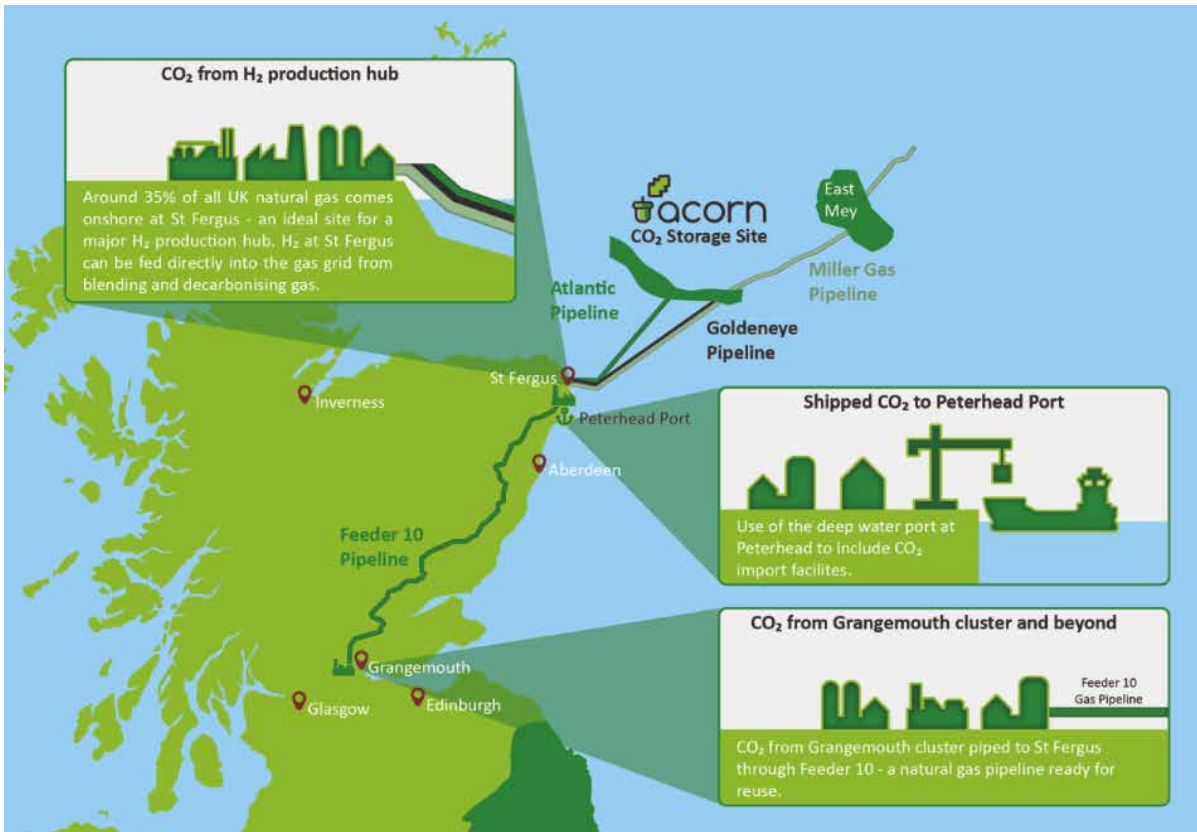 CO₂ from H₂ production hub
Around 35% of all UK natural gas comes
onshore at St Fergus - an ideal site for a
major H₂ production hub. H₂ at St Fergus
can be fed directly into the gas grid from
blending and decarbonising gas.
acorn
CO₂ Storage Site
East
Mey
Miller Gas
Pipeline
Atlantic
Pipeline
Goldeneye
Pipeline
St Fergus
Inverness
Peterhead Port
Aberdeen
Feeder 10
Pipeline
Grangemouth
Glasgow
Edinburgh
Shipped CO₂ to Peterhead Port
Use of the deep water port at
Peterhead to include CO₂
import facilites.
CO₂ from Grangemouth cluster and beyond
Feeder 10
Gas Pipeline
CO₂ from Grangemouth cluster piped to St Fergus
through Feeder 10 - a natural gas pipeline ready for
reuse.